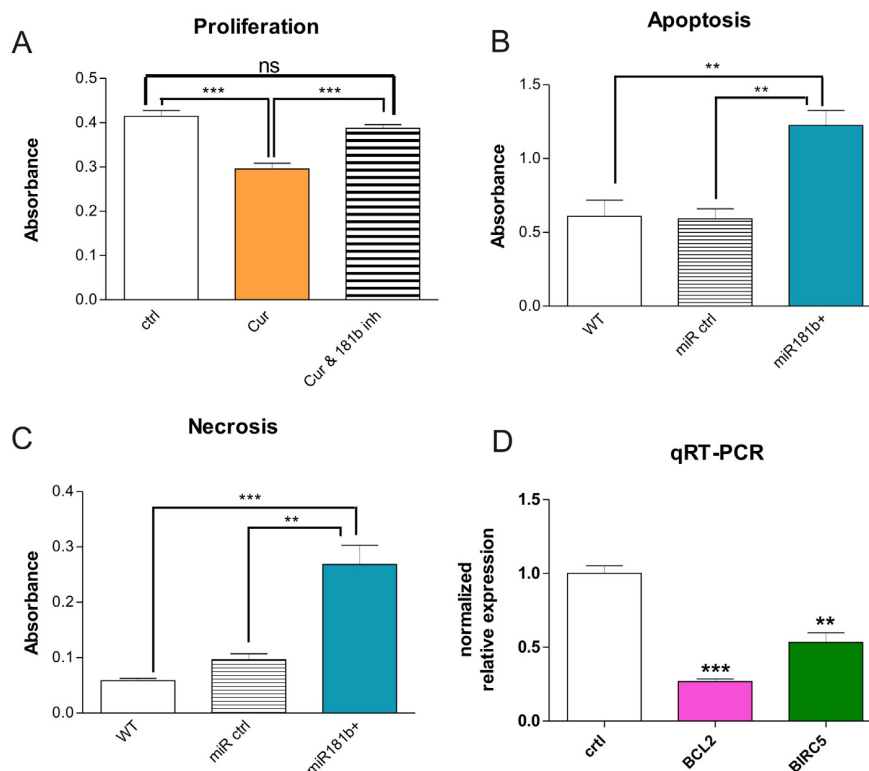 A
Proliferation
ns
***
***
Absorbance
0.5
0.4
0.3
0.2
0.1
0.0
ctrl
Cur
Cur & 181b inh
B
Apoptosis
**
**
Absorbance
1.5
1.0
0.5
0.0
WT
miR ctrl
miR181b+
C
Necrosis
***
**
Absorbance
0.4
0.3
0.2
0.1
0.0
WT
miR ctrl
miR181b+
D
qRT-PCR
normalized
relative expression
1.5
1.0
0.5
0.0
***
**
crtl
BCL2
BIRC5